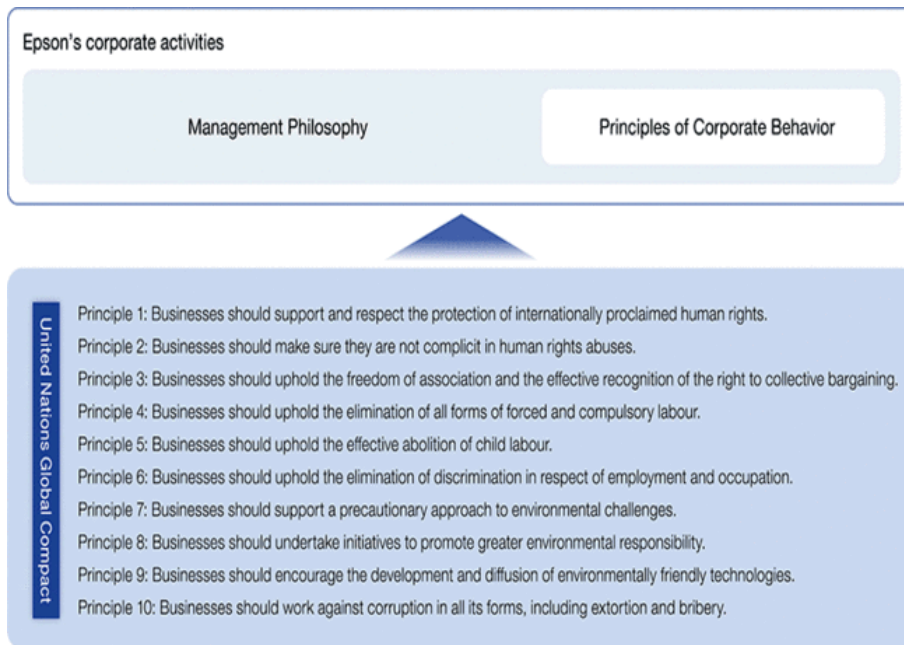 Epson's corporate activities
Management Philosophy
Principles of Corporate Behavior
United Nations Global Compact
Principle 1: Businesses should support and respect the protection of internationally proclaimed human rights.
Principle 2: Businesses should make sure they are not complicit in human rights abuses.
Principle 3: Businesses should uphold the freedom of association and the effective recognition of the right to collective bargaining.
Principle 4: Businesses should uphold the elimination of all forms of forced and compulsory labour.
Principle 5: Businesses should uphold the effective abolition of child labour.
Principle 6: Businesses should uphold the elimination of discrimination in respect of employment and occupation.
Principle 7: Businesses should support a precautionary approach to environmental challenges.
Principle 8: Businesses should undertake initiatives to promote greater environmental responsibility.
Principle 9: Businesses should encourage the development and diffusion of environmentally friendly technologies.
Principle 10: Businesses should work against corruption in all its forms, including extortion and bribery.